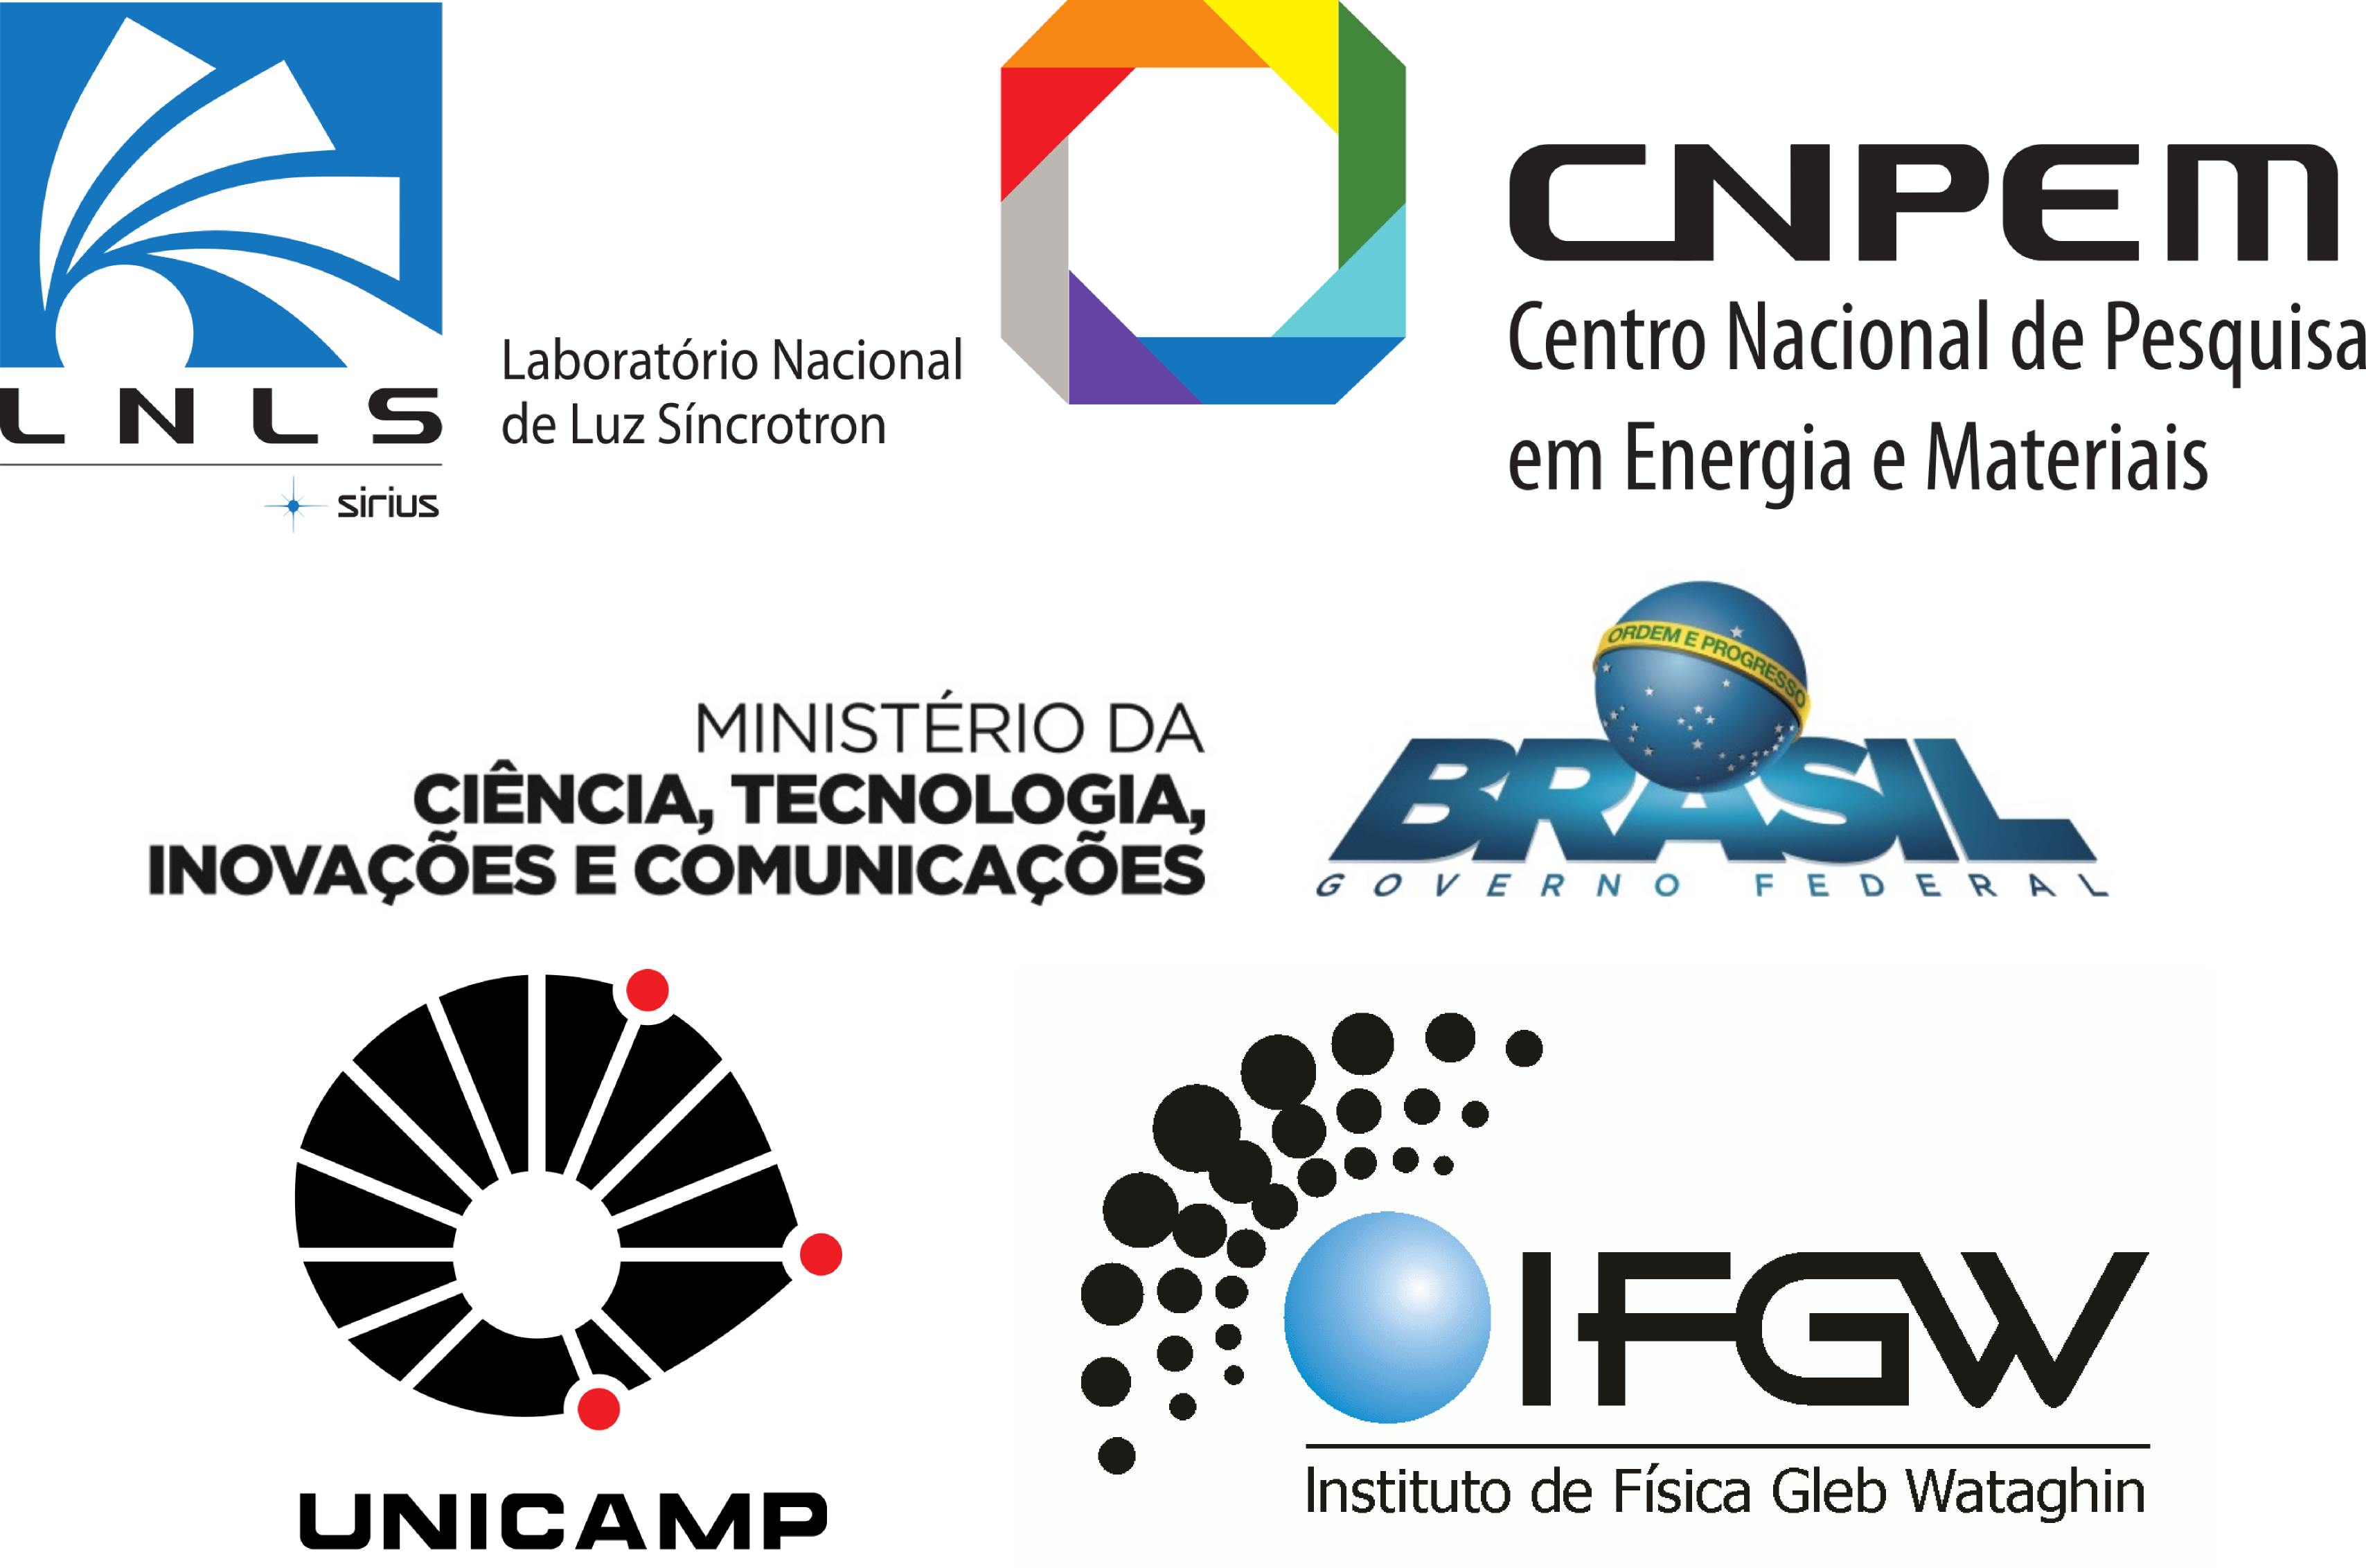 LNLS
sirius
Laboratório Nacional
de Luz Síncrotron
CNPEM
Centro Nacional de Pesquisa
em Energia e Materiais
MINISTÉRIO DA
CIÊNCIA, TECNOLOGIA,
INOVAÇÕES E COMUNICAÇÕES
ORDEM E PROGRESSO
BRASIL
GOVERNO FEDERAL
UNICAMP
IFGW
Instituto de Física Gleb Wataghin